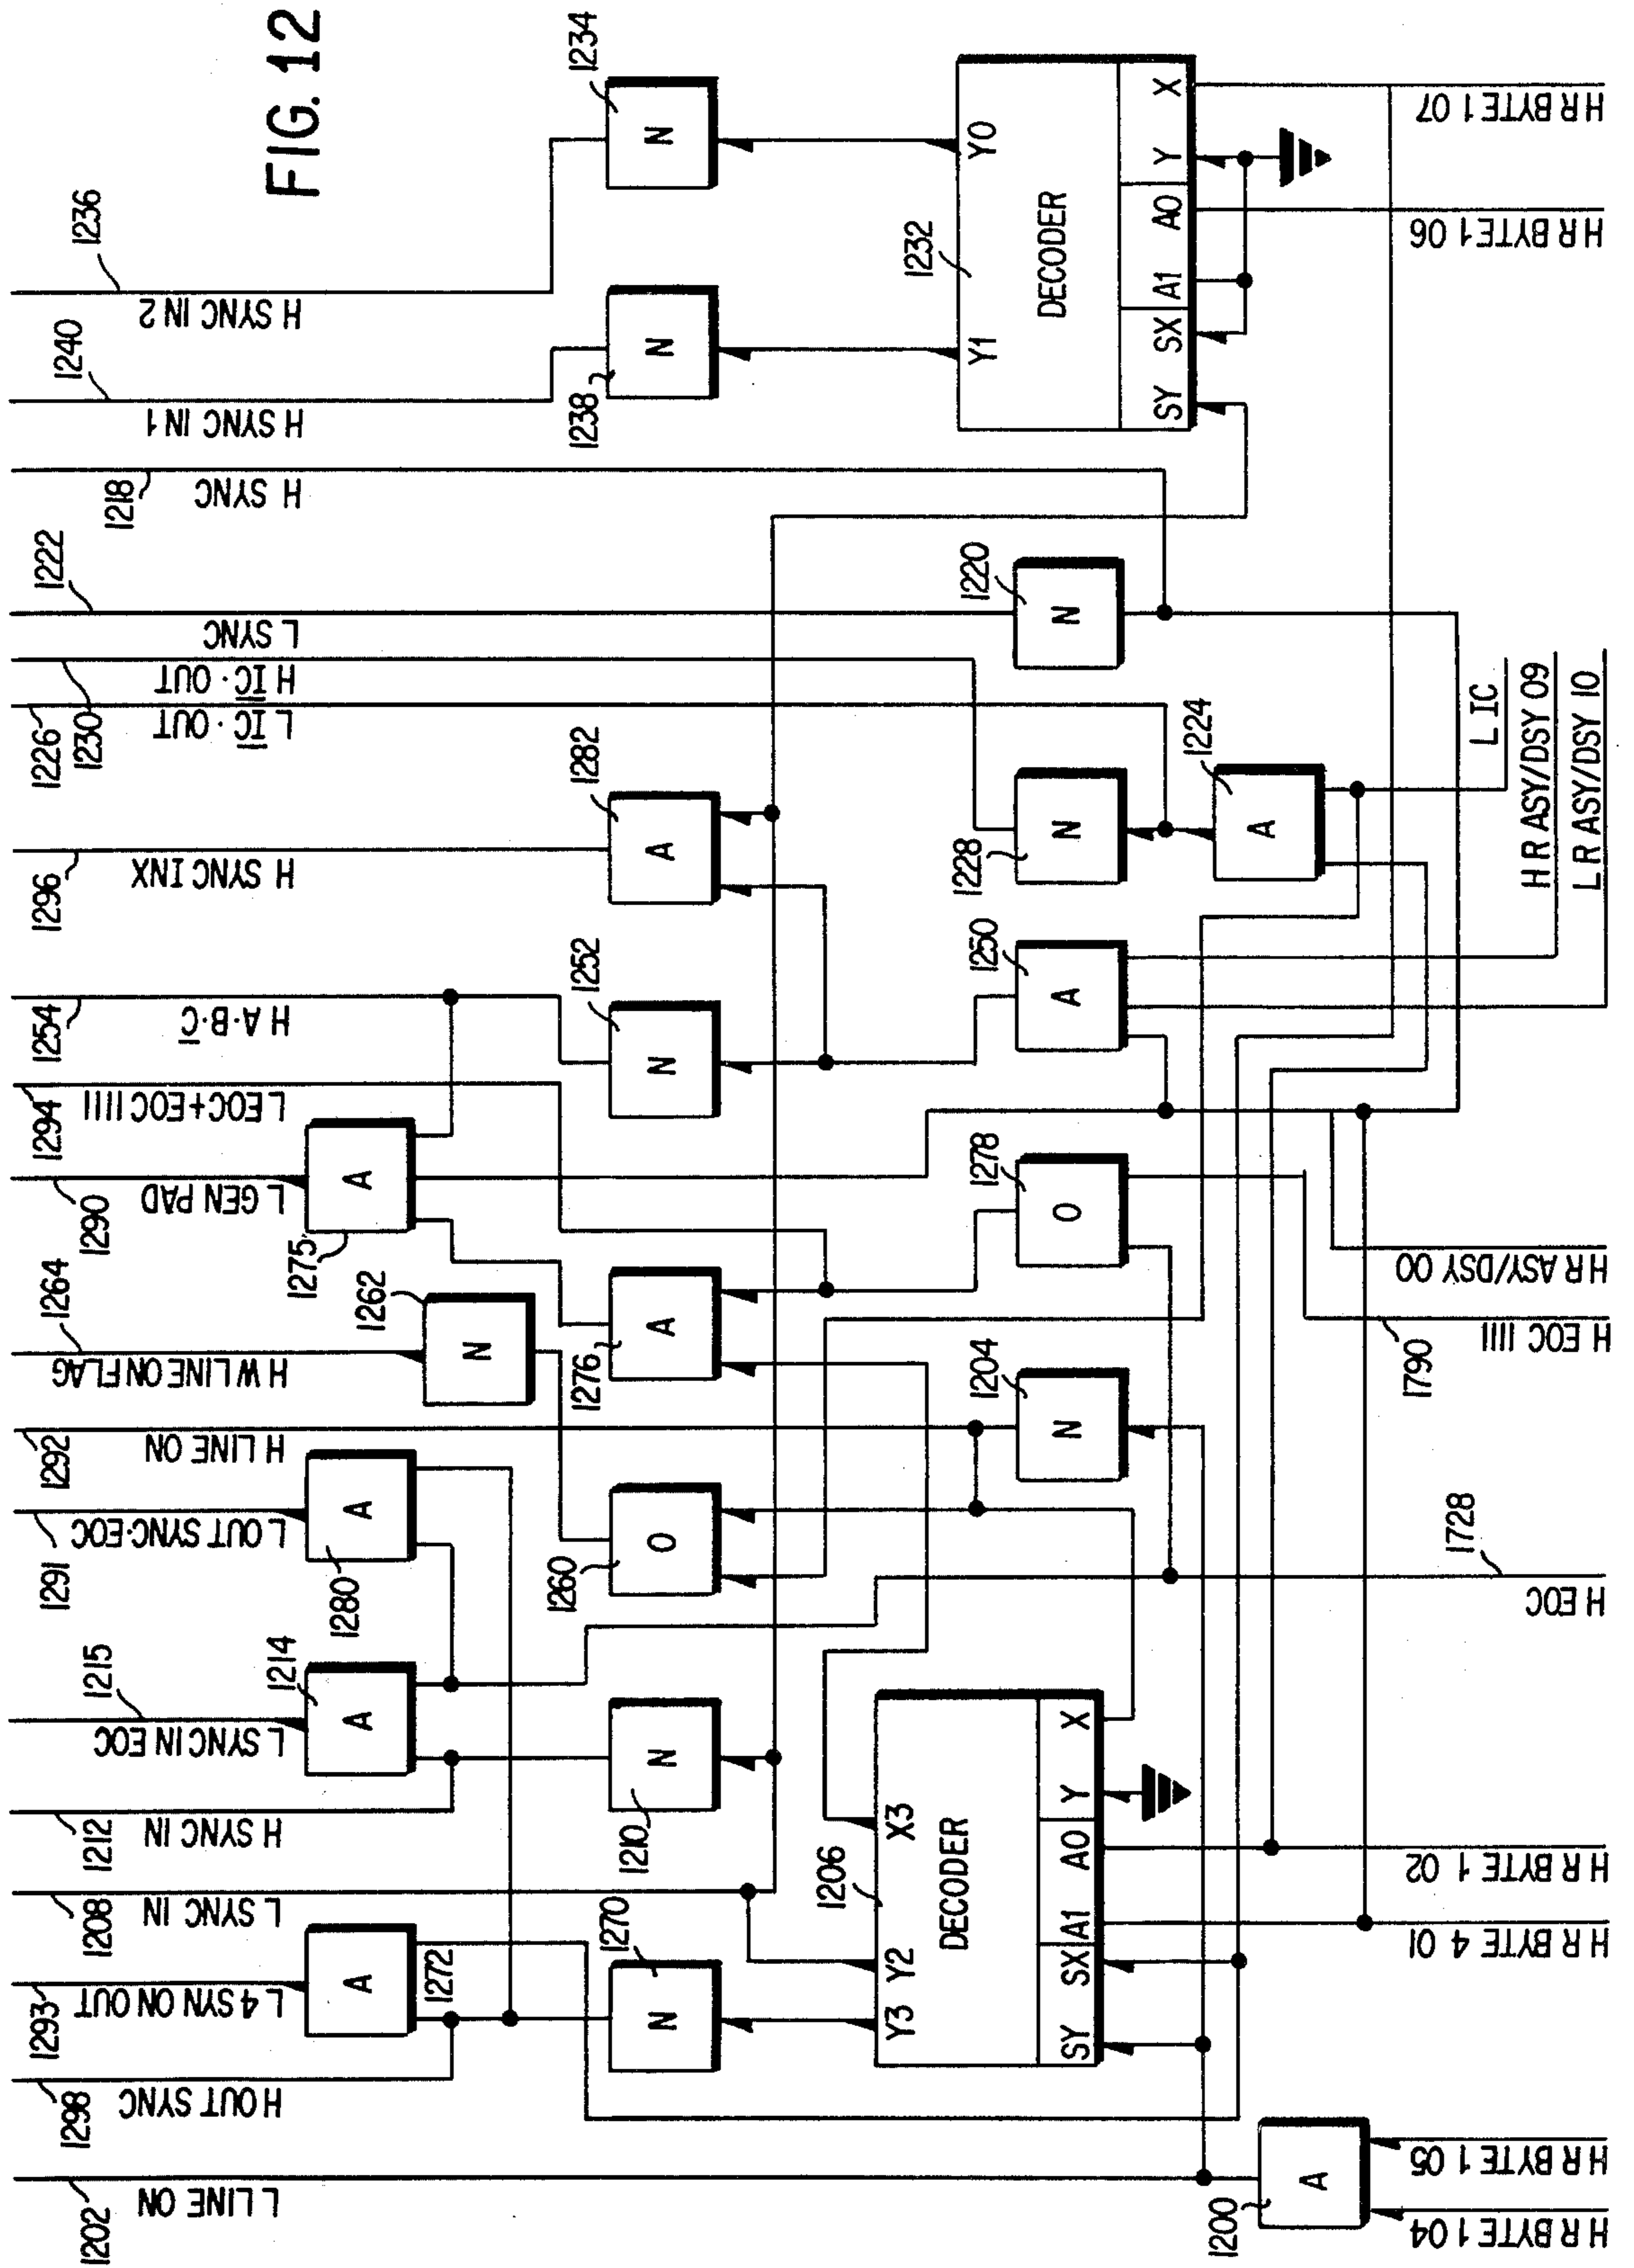 FIG. 12
1202
L LINE ON
1298
H OUT SYNC
1293
L 4 SYN ON OUT
1208
L SYNC IN
1212
H SYNC IN
1215
L SYNC IN EOC
1291
L OUT SYNC·EOC
1292
H LINE ON
1264
H W LINE ON FLAG
1290
L GEN PAD
1294
L EOC+EOC 1111
1254
H A·B·C̅
1296
H SYNC INX
1226
L I̅C̅·OUT
1230
H I̅C̅·OUT
1222
L SYNC
1218
H SYNC
1240
H SYNC IN 1
1236
H SYNC IN 2
A
1272
A
1214
A
1280
N
1262
A
1275
N
1270
N
1210
O
1260
A
1276
N
1252
A
1282
N
1238
N
1234
1206
DECODER
Y3
Y2
X3
SY
SX
A1
A0
Y
X
N
1204
O
1278
A
1250
N
1228
N
1220
1232
DECODER
Y1
Y0
SY
SX
A1
A0
Y
X
A
1200
A
1224
H R BYTE 1 04
H R BYTE 1 05
H R BYTE 4 01
H R BYTE 1 02
H EOC
1728
H EOC 1111
1790
H R ASY/DSY 00
L IC
H R ASY/DSY 09
L R ASY/DSY 10
H R BYTE 1 06
H R BYTE 1 07